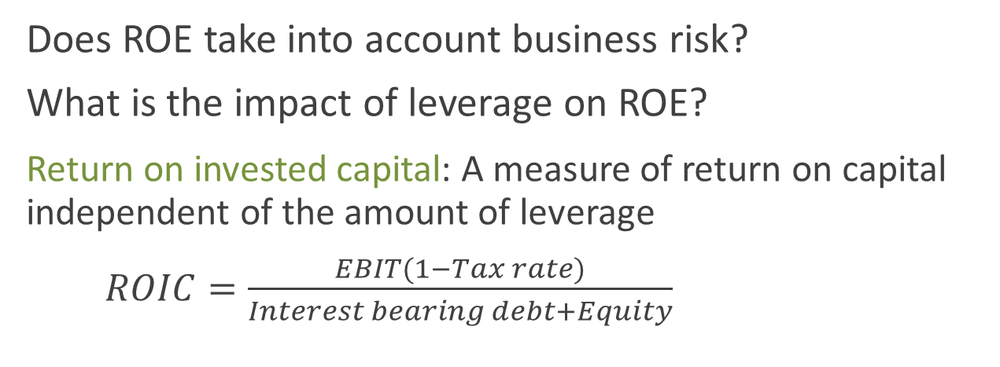 Does ROE take into account business risk?
What is the impact of leverage on ROE?
Return on invested capital: A measure of return on capital
independent of the amount of leverage
ROIC = EBIT(1−Tax rate) / Interest bearing debt+Equity